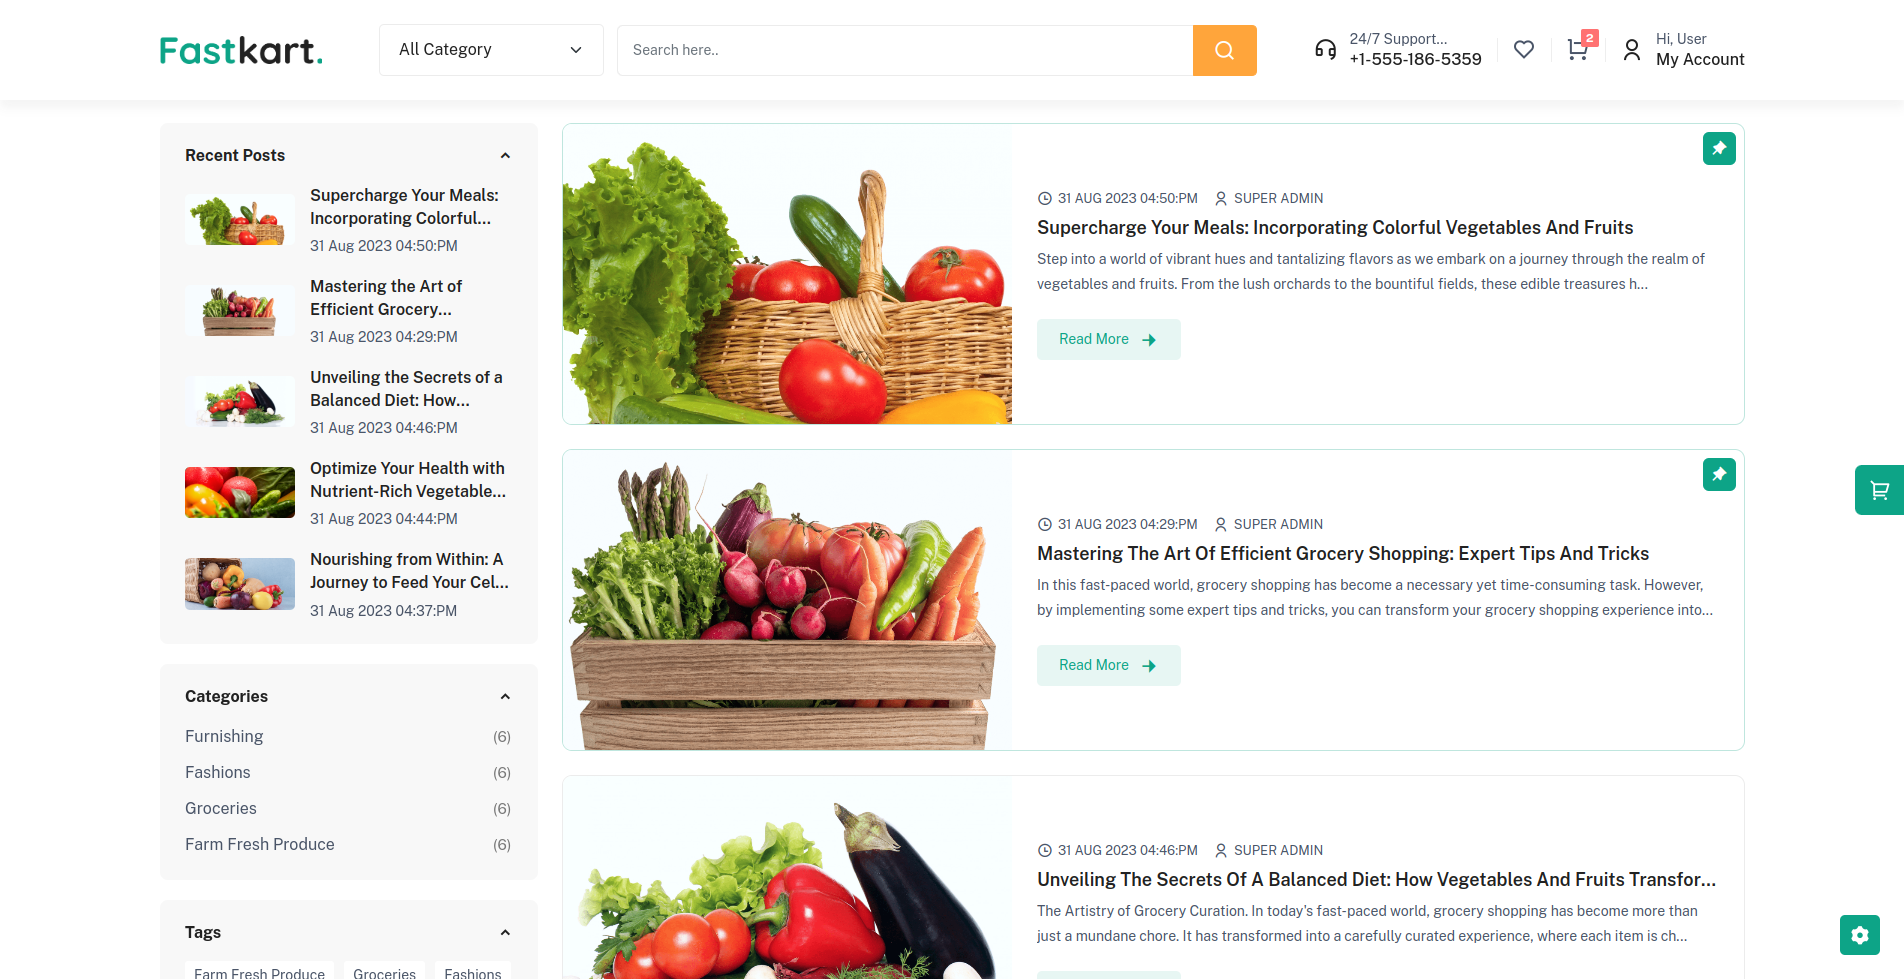 Fastkart.
All Category
Search here..
24/7 Support...
+1-555-186-5359
2
Hi, User
My Account
Recent Posts
Supercharge Your Meals:
Incorporating Colorful...
31 Aug 2023 04:50:PM
Mastering the Art of
Efficient Grocery...
31 Aug 2023 04:29:PM
Unveiling the Secrets of a
Balanced Diet: How...
31 Aug 2023 04:46:PM
Optimize Your Health with
Nutrient-Rich Vegetable...
31 Aug 2023 04:44:PM
Nourishing from Within: A
Journey to Feed Your Cel...
31 Aug 2023 04:37:PM
Categories
Furnishing (6)
Fashions (6)
Groceries (6)
Farm Fresh Produce (6)
Tags
Farm Fresh Produce Groceries Fashions
31 AUG 2023 04:50:PM SUPER ADMIN
Supercharge Your Meals: Incorporating Colorful Vegetables And Fruits
Step into a world of vibrant hues and tantalizing flavors as we embark on a journey through the realm of
vegetables and fruits. From the lush orchards to the bountiful fields, these edible treasures h...
Read More
31 AUG 2023 04:29:PM SUPER ADMIN
Mastering The Art Of Efficient Grocery Shopping: Expert Tips And Tricks
In this fast-paced world, grocery shopping has become a necessary yet time-consuming task. However,
by implementing some expert tips and tricks, you can transform your grocery shopping experience into...
Read More
31 AUG 2023 04:46:PM SUPER ADMIN
Unveiling The Secrets Of A Balanced Diet: How Vegetables And Fruits Transfor...
The Artistry of Grocery Curation. In today's fast-paced world, grocery shopping has become more than
just a mundane chore. It has transformed into a carefully curated experience, where each item is ch...